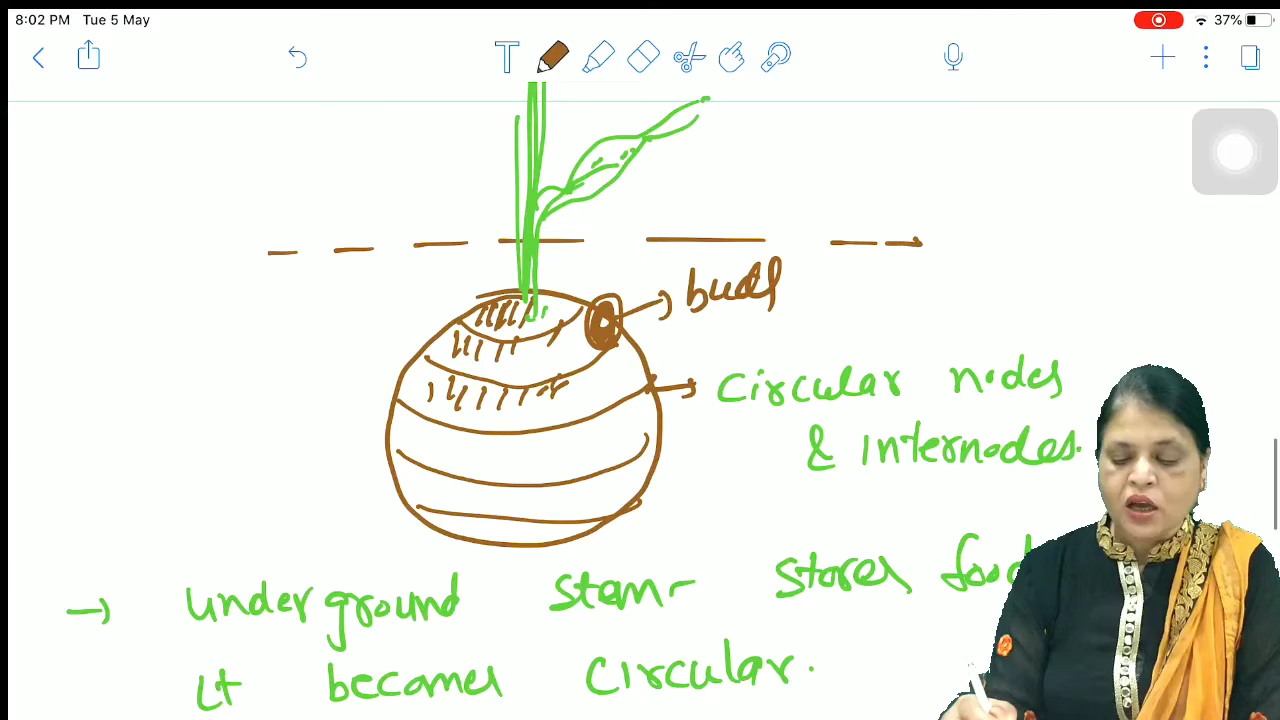 8:02 PM Tue 5 May
37%
T
bud
Circular nodes
& Internodes.
→ Underground stem stores food
It becomes circular.